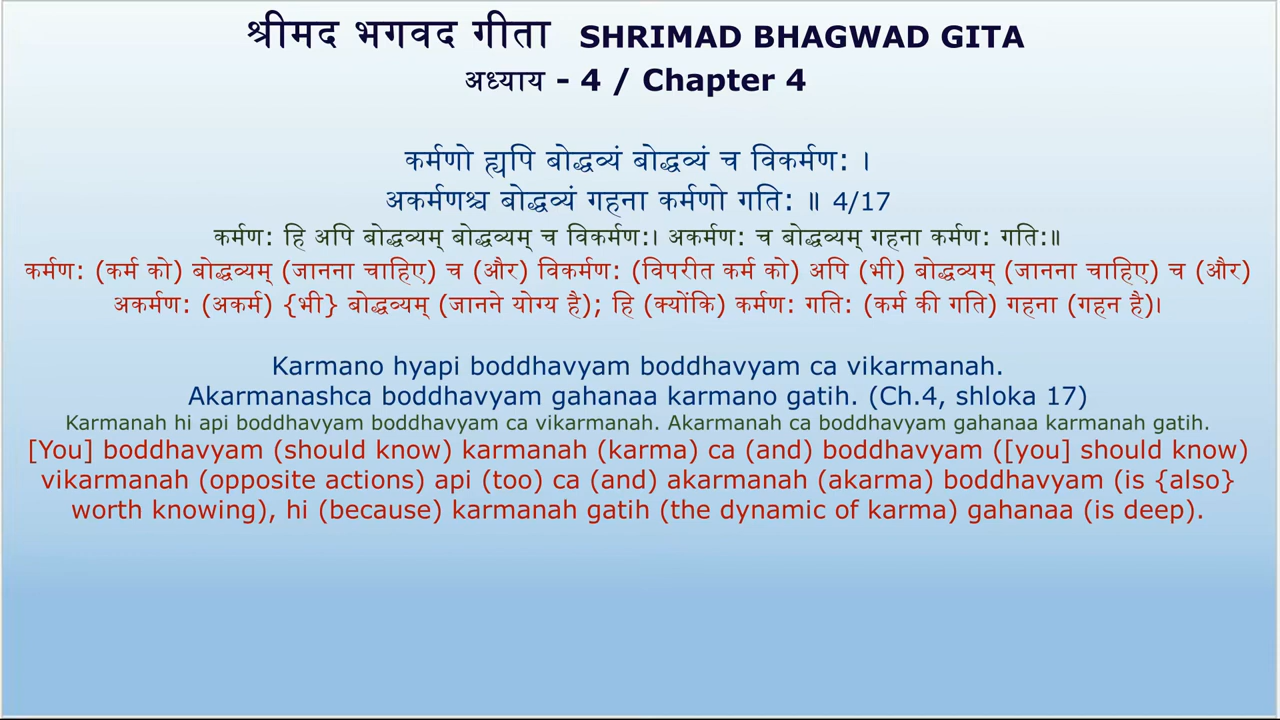 श्रीमद भगवद गीता SHRIMAD BHAGWAD GITA
अध्याय - 4 / Chapter 4
कर्मणो ह्यपि बोद्धव्यं बोद्धव्यं च विकर्मण: ।
अकर्मणश्च बोद्धव्यं गहना कर्मणो गति: ॥ 4/17
कर्मण: हि अपि बोद्धव्यम् बोद्धव्यम् च विकर्मण:। अकर्मण: च बोद्धव्यम् गहना कर्मण: गति:॥
कर्मण: (कर्म को) बोद्धव्यम् (जानना चाहिए) च (और) विकर्मण: (विपरीत कर्म को) अपि (भी) बोद्धव्यम् (जानना चाहिए) च (और)
अकर्मण: (अकर्म) {भी} बोद्धव्यम् (जानने योग्य है); हि (क्योंकि) कर्मण: गति: (कर्म की गति) गहना (गहन है)।
Karmano hyapi boddhavyam boddhavyam ca vikarmanah.
Akarmanashca boddhavyam gahanaa karmano gatih. (Ch.4, shloka 17)
Karmanah hi api boddhavyam boddhavyam ca vikarmanah. Akarmanah ca boddhavyam gahanaa karmanah gatih.
[You] boddhavyam (should know) karmanah (karma) ca (and) boddhavyam ([you] should know)
vikarmanah (opposite actions) api (too) ca (and) akarmanah (akarma) boddhavyam (is {also}
worth knowing), hi (because) karmanah gatih (the dynamic of karma) gahanaa (is deep).